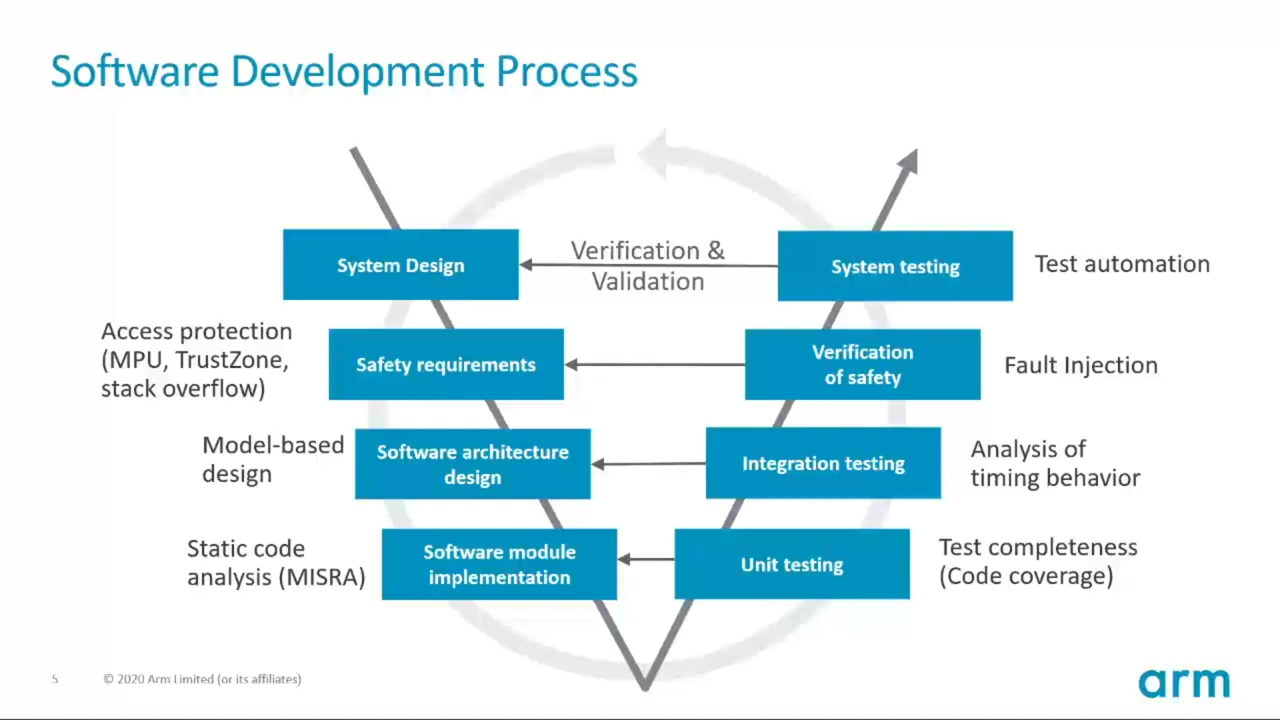 Software Development Process
System Design
Verification &
Validation
System testing
Test automation
Access protection
(MPU, TrustZone,
stack overflow)
Safety requirements
Verification
of safety
Fault Injection
Model-based
design
Software architecture
design
Integration testing
Analysis of
timing behavior
Static code
analysis (MISRA)
Software module
implementation
Unit testing
Test completeness
(Code coverage)
5
© 2020 Arm Limited (or its affiliates)
arm